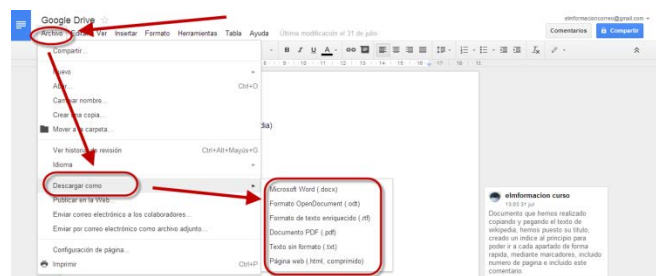 Google Drive
elmformacioncorreo@gmail.com
Archivo Editar Ver Insertar Formato Herramientas Tabla Ayuda Última modificación el 31 de julio
Comentarios Compartir
Compartir...
B I U A
Nuevo
Abrir... Ctrl+O
Cambiar nombre...
Crear una copia...
Mover a la carpeta...
dia)
Ver historial de revisión Ctrl+Alt+Mayús+G
Idioma
Descargar como
Microsoft Word (.docx)
Publicar en la Web...
Formato OpenDocument (.odt)
Enviar correo electrónico a los colaboradores...
Formato de texto enriquecido (.rtf)
Enviar por correo electrónico como archivo adjunto...
Documento PDF (.pdf)
Texto sin formato (.txt)
Configuración de página...
Página web (.html, comprimido)
Imprimir Ctrl+P
elmformacion curso
13:03 31 jul
Documento que hemos realizado
copiando y pegando el texto de
wikipedia, hemos puesto su título,
creado un indice al principio para
poder ir a cada apartado de forma
rapida, mediante marcadores, incluido
numero de pagina e incluido este
comentario.